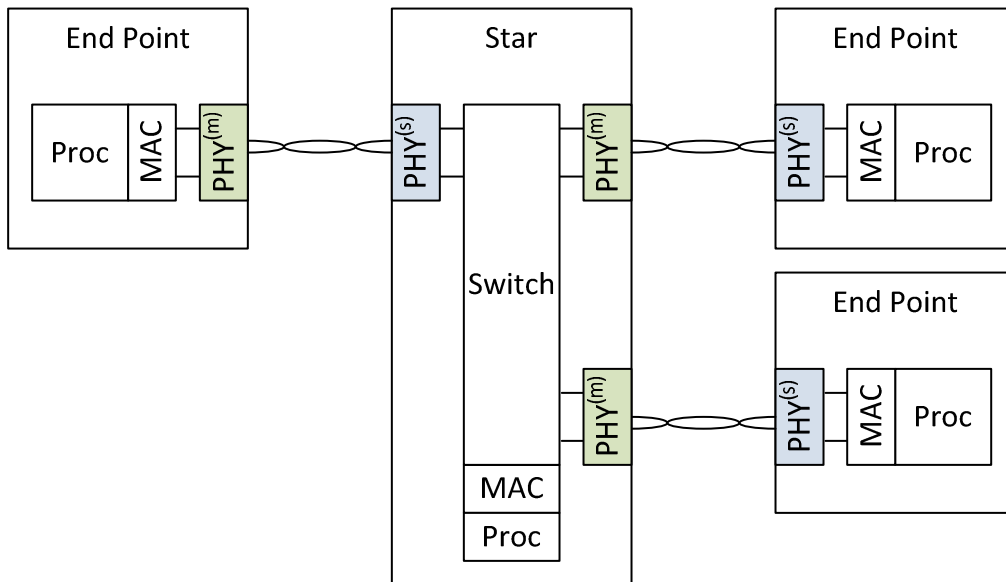 End Point
Star
End Point
Proc
MAC
PHY(m)
PHY(s)
PHY(m)
PHY(s)
MAC
Proc
Switch
End Point
PHY(m)
PHY(s)
MAC
Proc
MAC
Proc